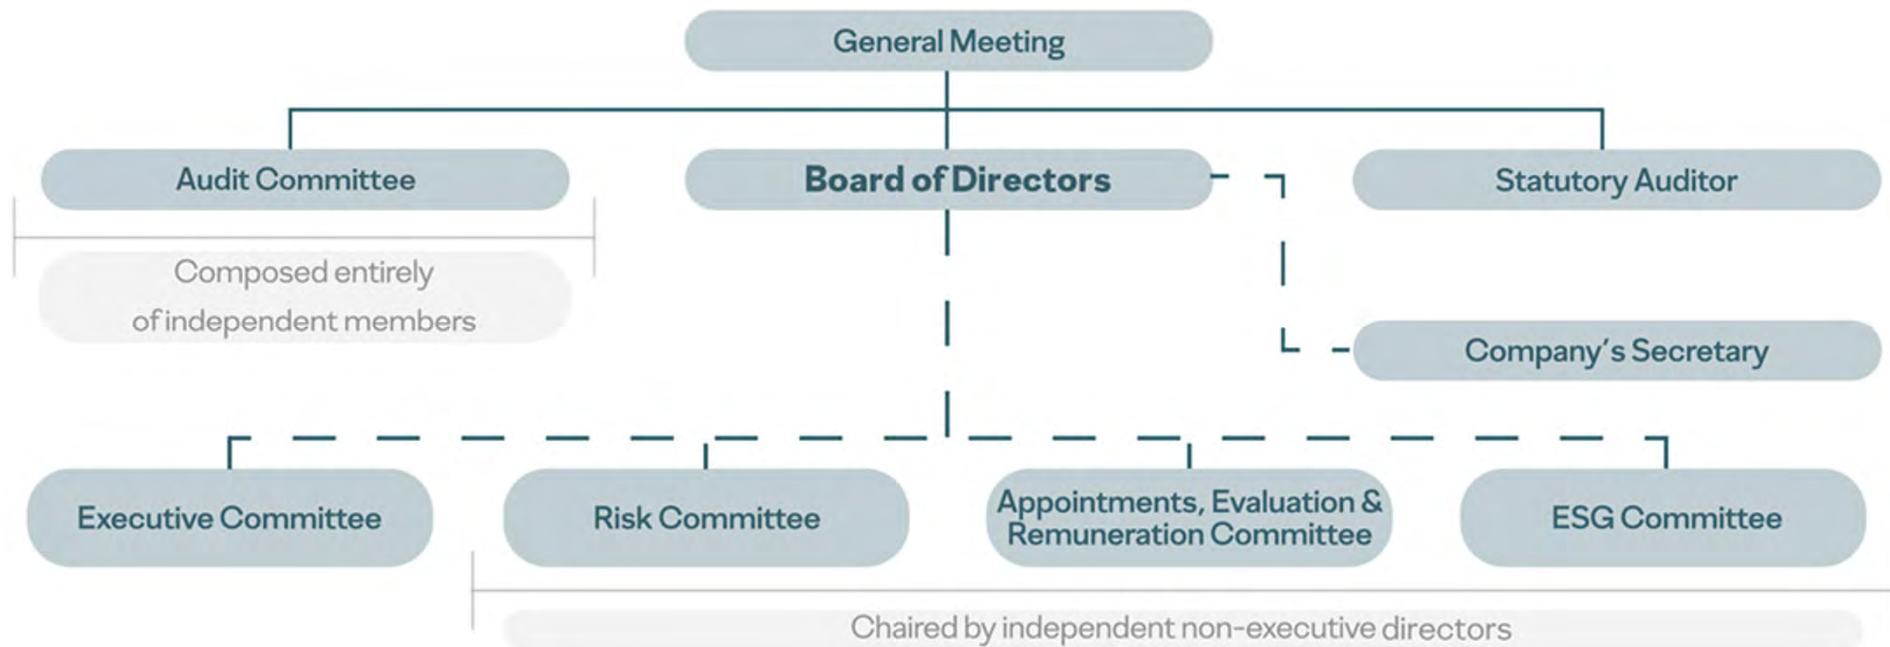 General Meeting
Audit Committee
Board of Directors
Statutory Auditor
Composed entirely
of independent members
Company´s Secretary
Executive Committee
Risk Committee
Appointments, Evaluation &
Remuneration Committee
ESG Committee
Chaired by independent non-executive directors